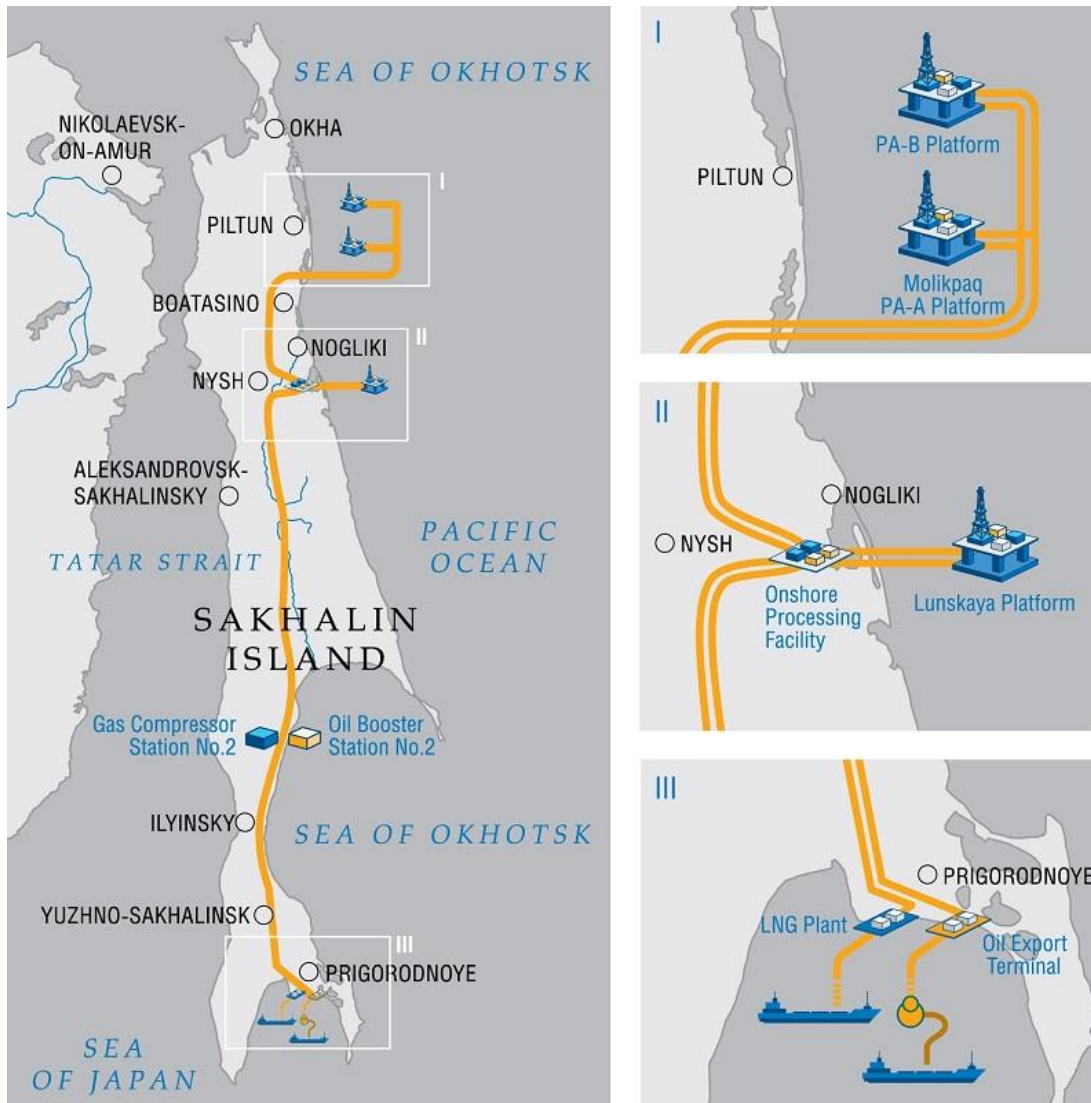 SEA OF OKHOTSK
NIKOLAEVSK-
ON-AMUR
OKHA
I
PILTUN
BOATASINO
II
NOGLIKI
NYSH
ALEKSANDROVSK-
SAKHALINSKY
PACIFIC
OCEAN
TATAR STRAIT
SAKHALIN
ISLAND
Gas Compressor
Station No.2
Oil Booster
Station No.2
ILYINSKY
SEA OF OKHOTSK
YUZHNO-SAKHALINSK
III
PRIGORODNOYE
SEA
OF JAPAN
I
PA-B Platform
PILTUN
Molikpaq
PA-A Platform
II
NOGLIKI
NYSH
Onshore
Processing
Facility
Lunskaya Platform
III
PRIGORODNOYE
LNG Plant
Oil Export
Terminal